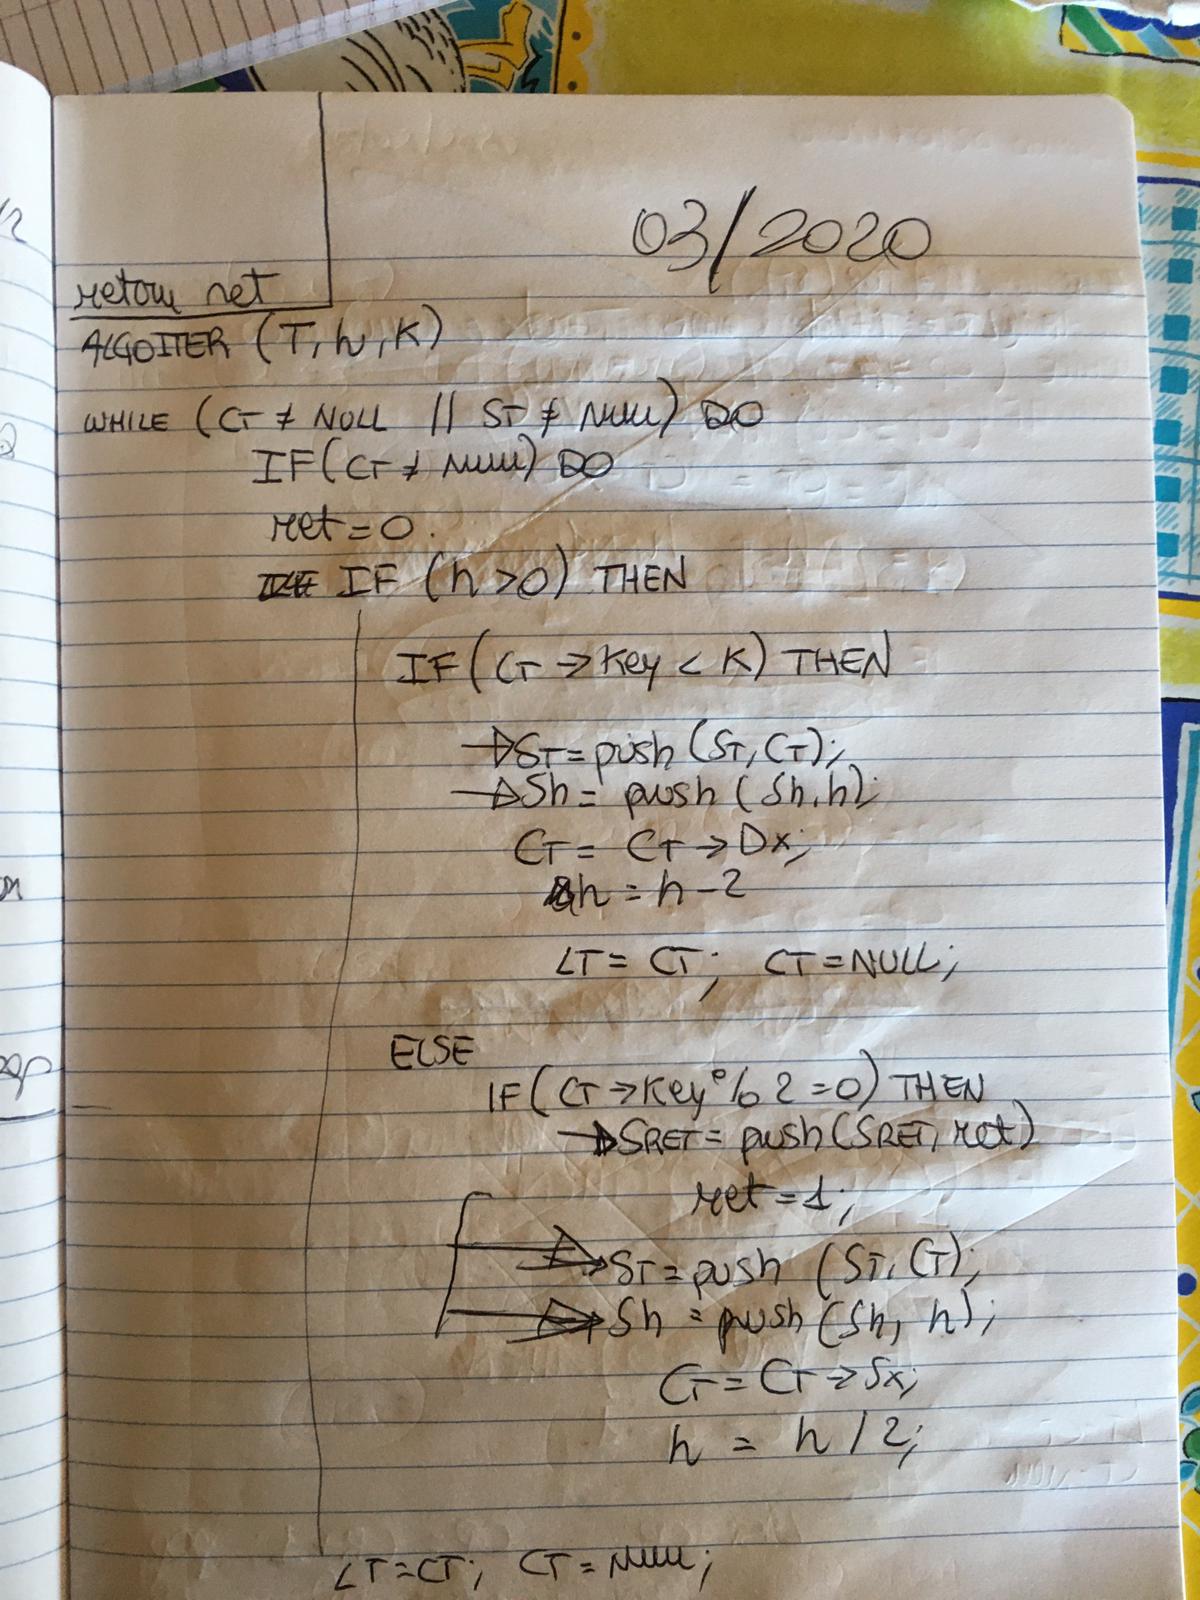 03/2020
return ret
ALGOITER (T, h, K)
WHILE (CT ≠ NULL || ST ≠ NULL) DO
IF (CT ≠ NULL) DO
ret = 0.
IF (h > 0) THEN
IF (CT → Key < K) THEN
→ ST = push (ST, CT);
→ Sh = push (Sh, h);
CT = CT → Dx;
h = h - 2
LT = CT; CT = NULL;
ELSE
IF (CT → Key % 2 = 0) THEN
→ SRET = push (SRET, ret)
ret = 1;
→ ST = push (ST, CT);
→ Sh = push (Sh, h);
CT = CT → Sx;
h = h / 2;
LT = CT; CT = NULL;